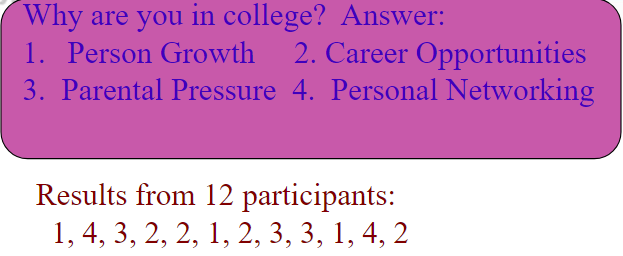 Why are you in college? Answer:
1. Person Growth 2. Career Opportunities
3. Parental Pressure 4. Personal Networking
Results from 12 participants:
1, 4, 3, 2, 2, 1, 2, 3, 3, 1, 4, 2